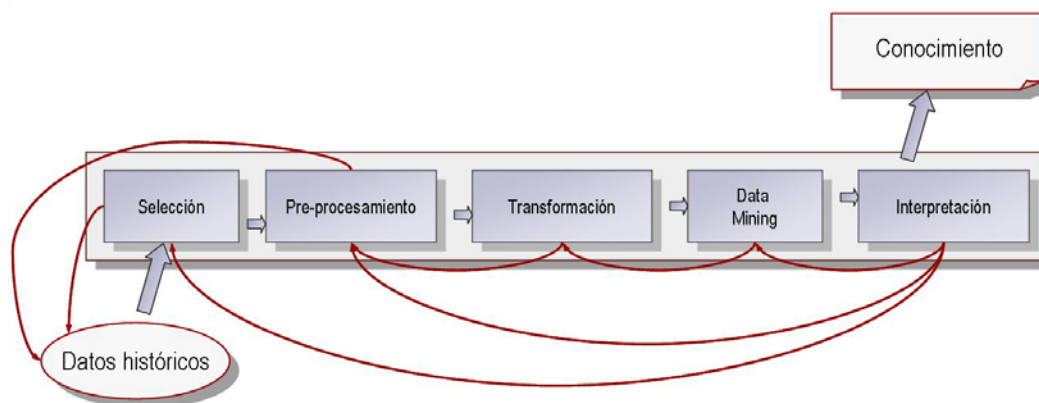 Conocimiento
Selección
Pre-procesamiento
Transformación
Data
Mining
Interpretación
Datos históricos